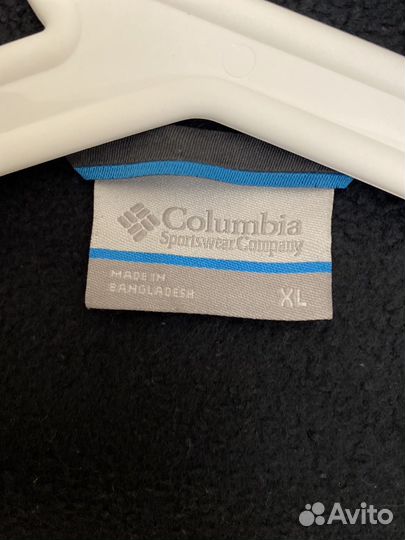 Columbia
Sportswear Company
MADE IN
BANGLADESH
XL
Avito